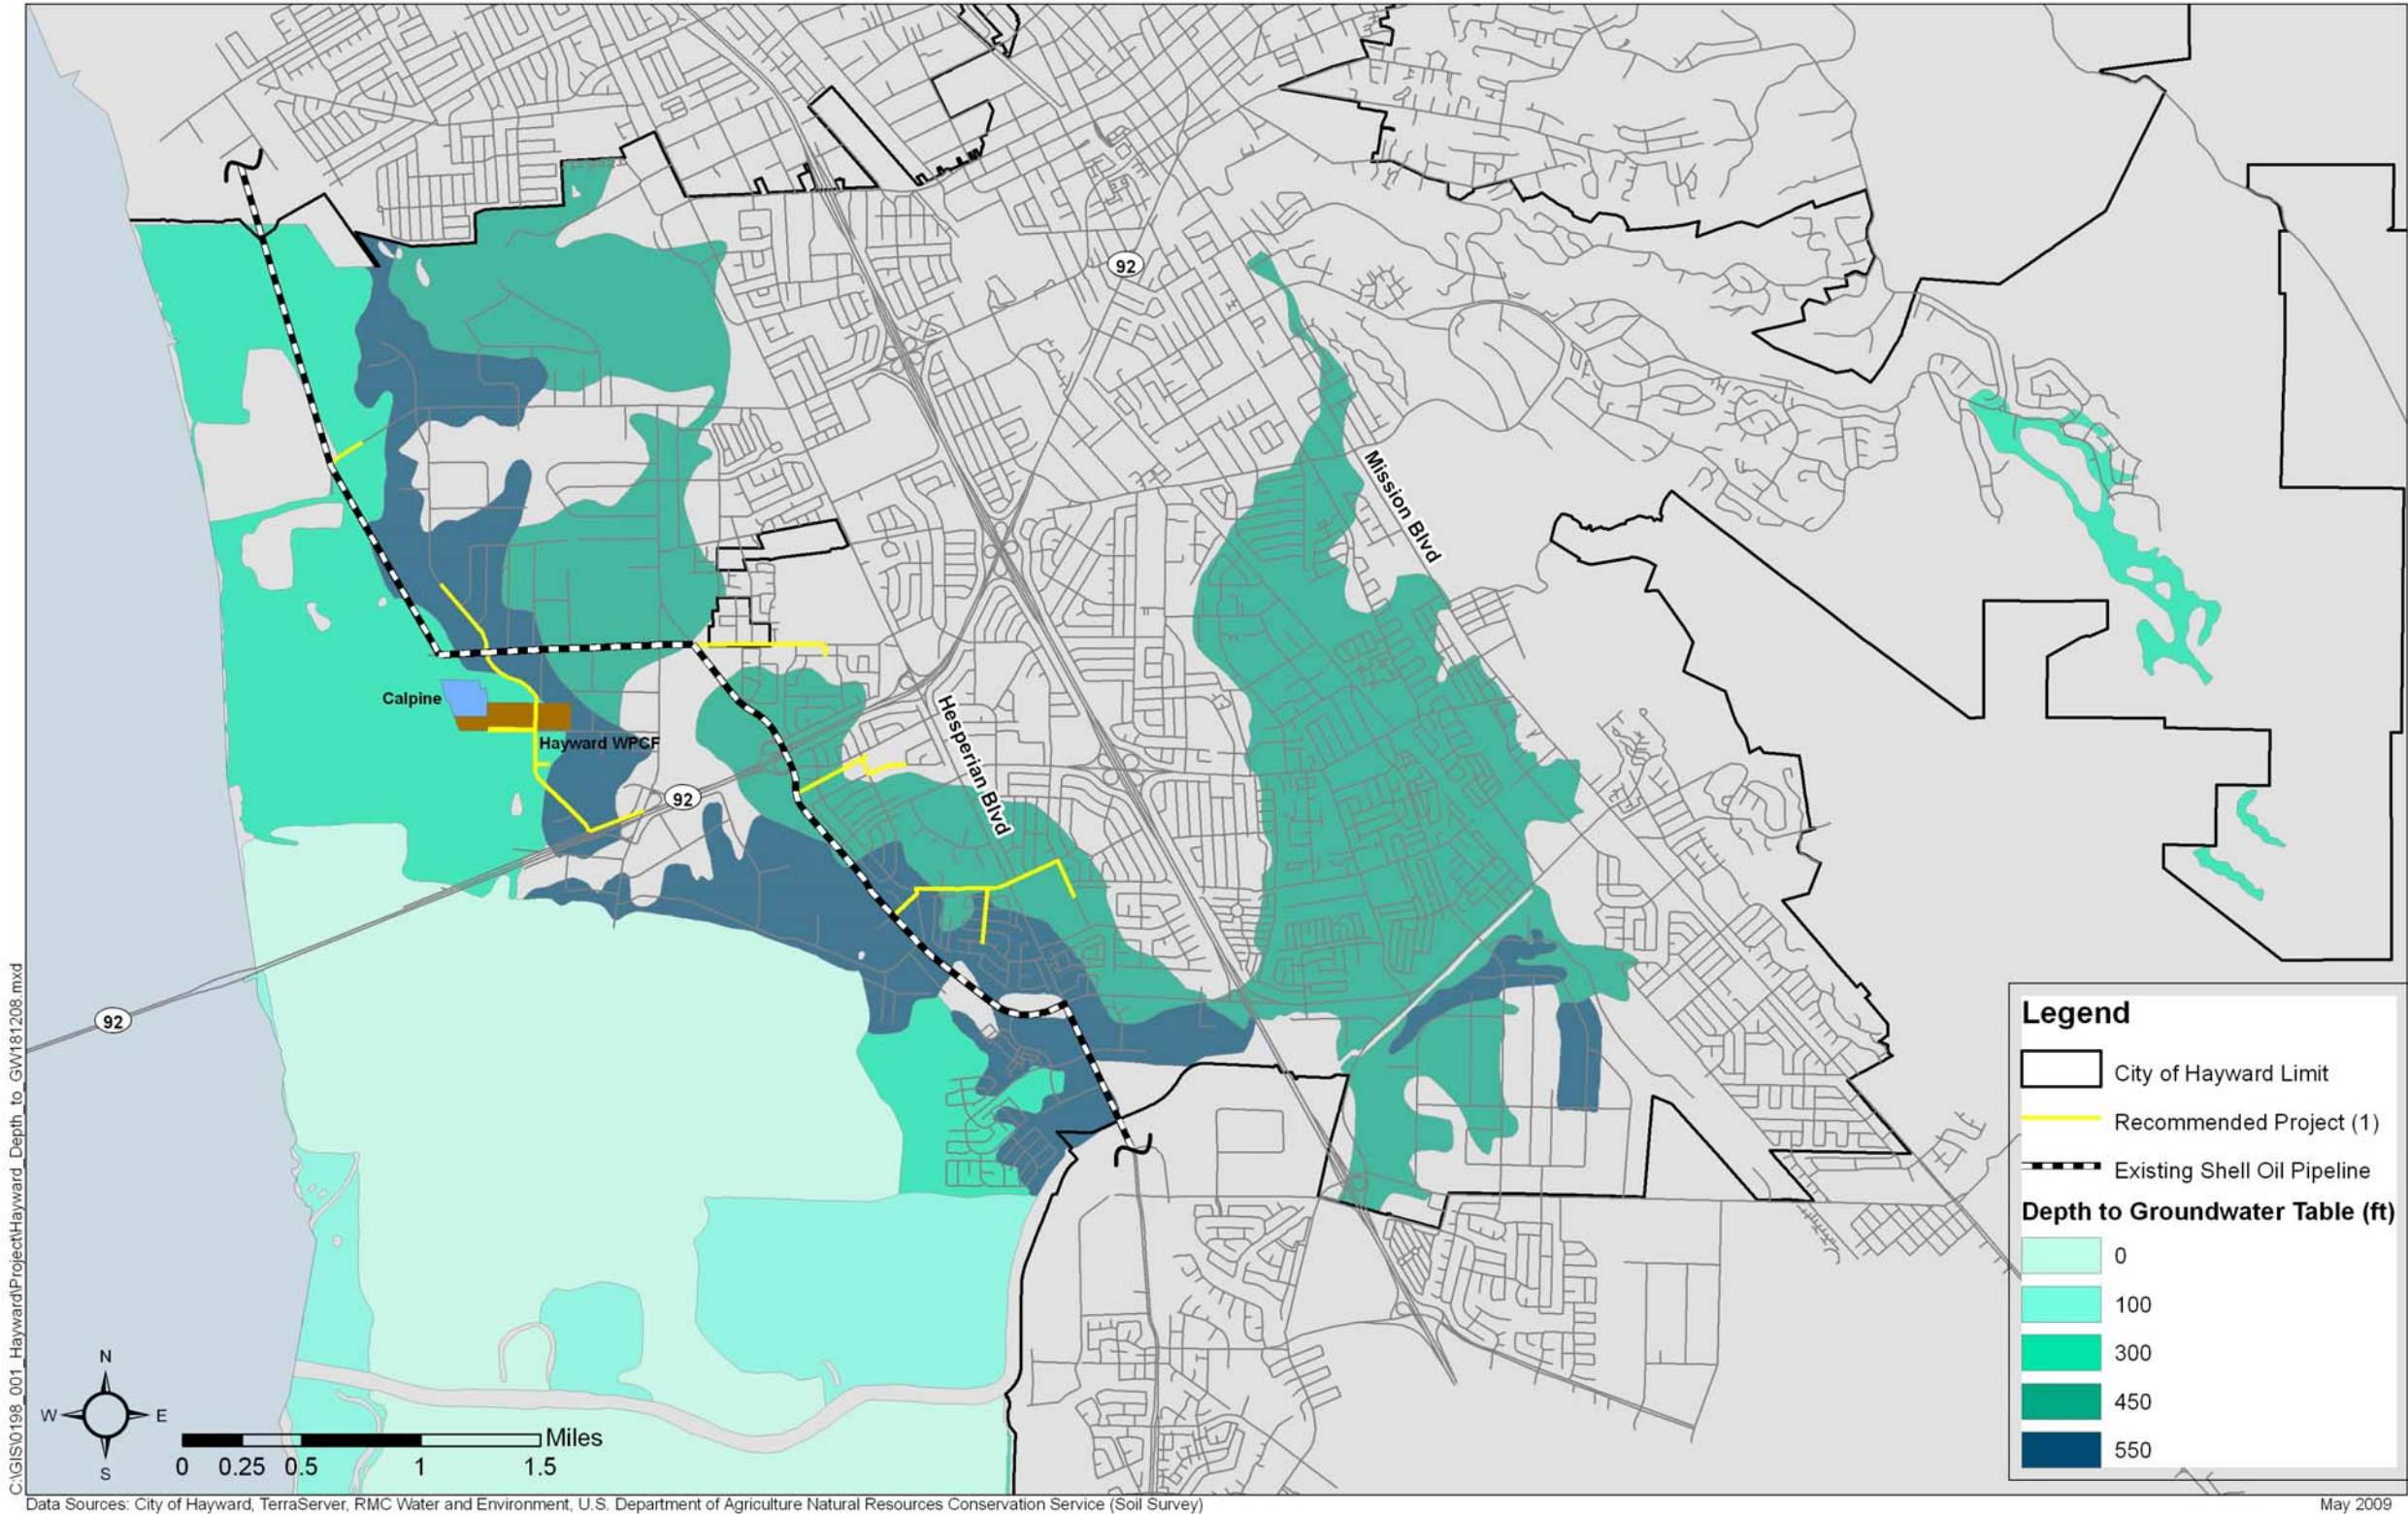 92
Mission Blvd
Calpine
Hesperian Blvd
Hayward WPCF
92
92
Legend
City of Hayward Limit
Recommended Project (1)
Existing Shell Oil Pipeline
Depth to Groundwater Table (ft)
0
100
300
450
550
N
W E
S
Miles
0 0.25 0.5 1 1.5
C:\GIS\0198_001_Hayward\Project\Hayward_Depth_to_GW181208.mxd
Data Sources: City of Hayward, TerraServer, RMC Water and Environment, U.S. Department of Agriculture Natural Resources Conservation Service (Soil Survey)
May 2009